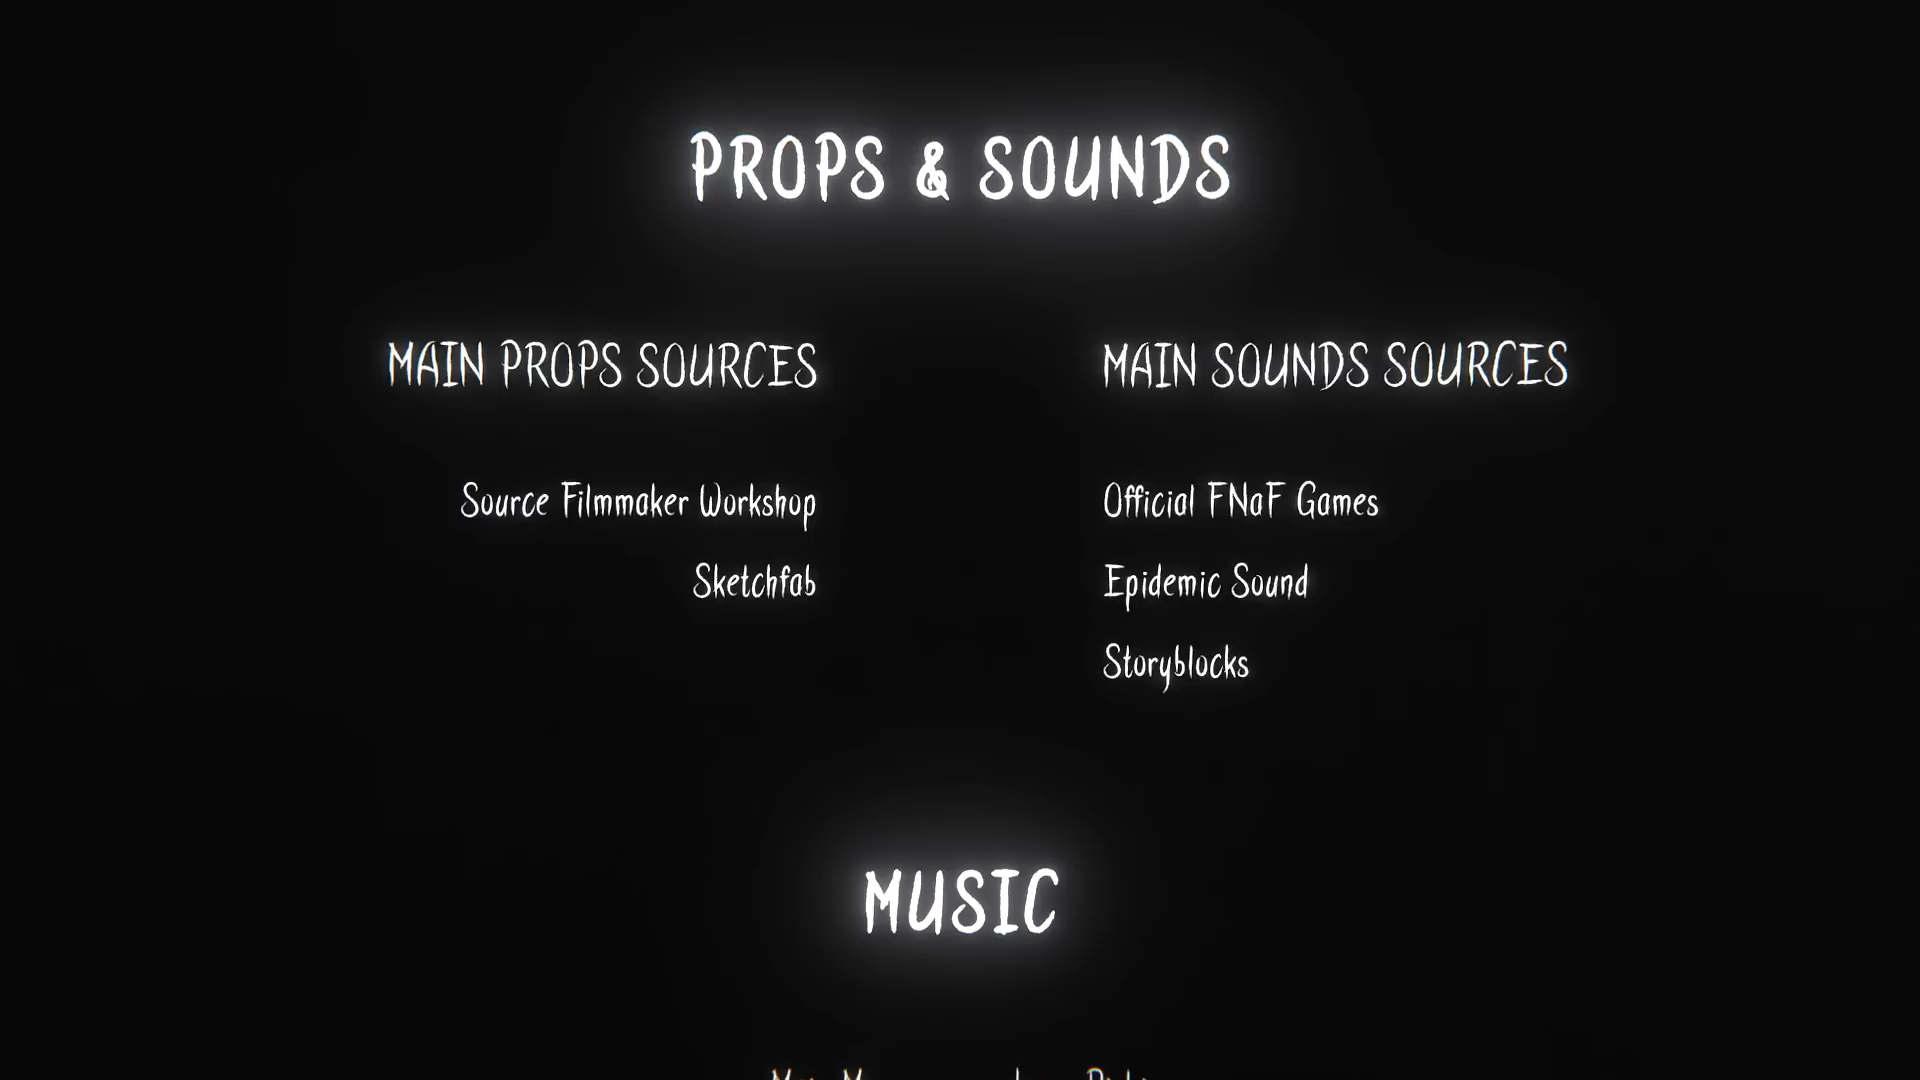 PROPS & SOUNDS
MAIN PROPS SOURCES
Source Filmmaker Workshop
Sketchfab
MAIN SOUNDS SOURCES
Official FNaF Games
Epidemic Sound
Storyblocks
MUSIC